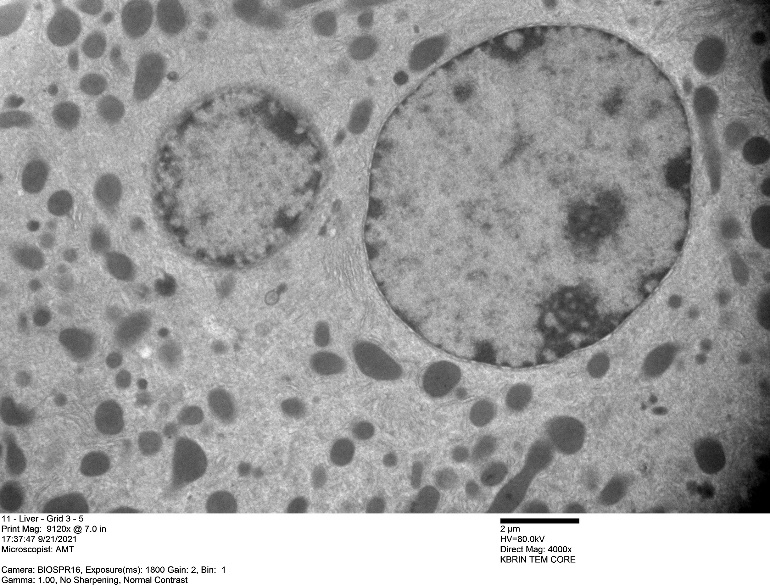 11 - Liver - Grid 3 - 5
Print Mag: 9120x @ 7.0 in
17:37:47 9/21/2021
Microscopist: AMT
Camera: BIOSPR16, Exposure(ms): 1800 Gain: 2, Bin: 1
Gamma: 1.00, No Sharpening, Normal Contrast
2 µm
HV=80.0kV
Direct Mag: 4000x
KBRIN TEM CORE